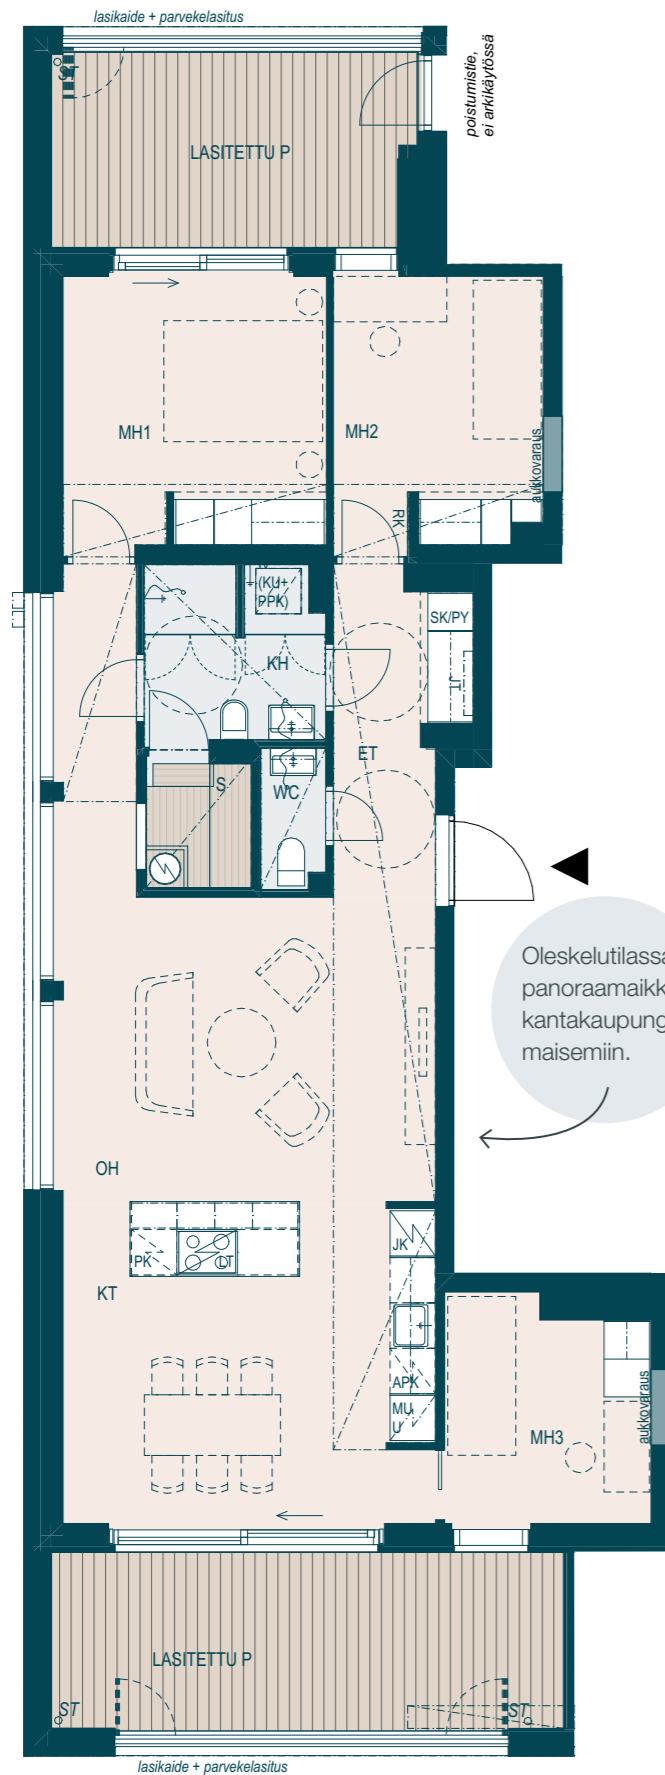 lasikaide + parvekelasitus
poistumistie,
ei arkikäytössä
ST
LASITETTU P
MH1
MH2
aukkovaraus
RK
(KU+
PPK)
KH
SK/PY
JT
ET
S
WC
Oleskelutilassa
panoraamaikk
kantakaupung
maisemiin.
OH
JK
PK
LT
KT
APK
MU
U
MH3
aukkovaraus
LASITETTU P
ST
ST
lasikaide + parvekelasitus